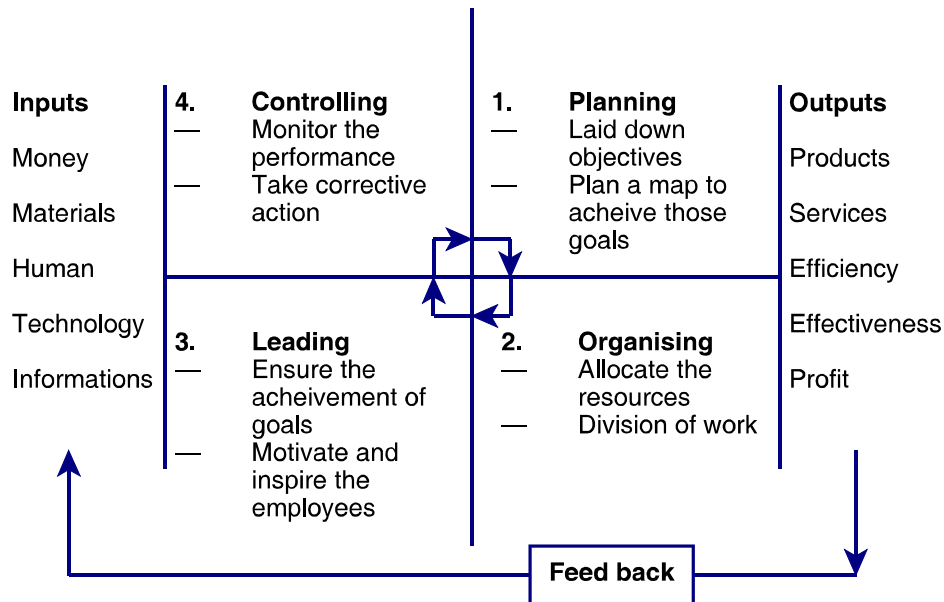 Inputs
Money
Materials
Human
Technology
Informations
4. Controlling
— Monitor the
performance
— Take corrective
action
1. Planning
— Laid down
objectives
— Plan a map to
acheive those
goals
3. Leading
— Ensure the
acheivement of
goals
— Motivate and
inspire the
employees
2. Organising
— Allocate the
resources
— Division of work
Outputs
Products
Services
Efficiency
Effectiveness
Profit
Feed back